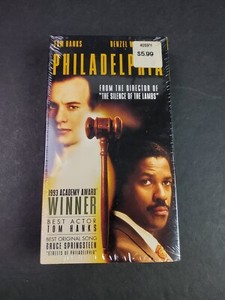 TOM HANKS DENZEL
$5.99
PHILADELPHIA
FROM THE DIRECTOR OF
"THE SILENCE OF THE LAMBS"
1993 ACADEMY AWARD
WINNER
BEST ACTOR
TOM HANKS
BEST ORIGINAL SONG
BRUCE SPRINGSTEEN
"STREETS OF PHILADELPHIA"